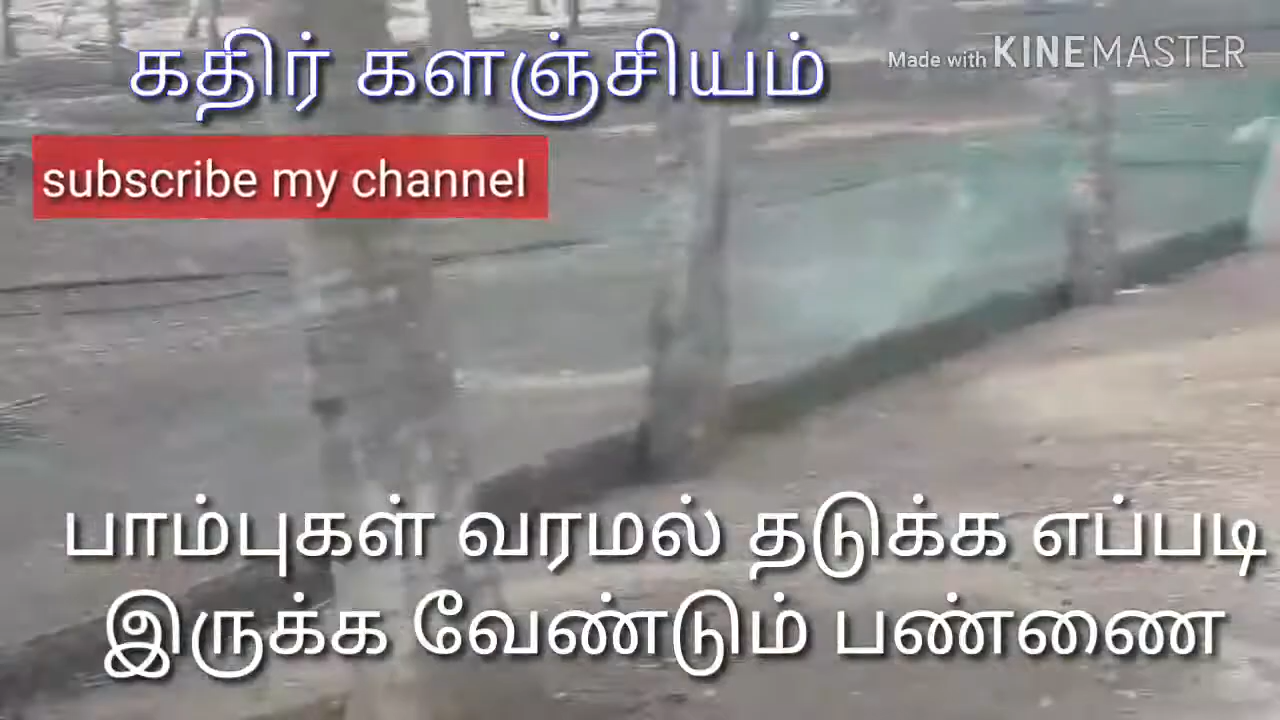 கதிர் களஞ்சியம்
Made with KINEMASTER
subscribe my channel
பாம்புகள் வரமல் தடுக்க எப்படி
இருக்க வேண்டும் பண்ணை